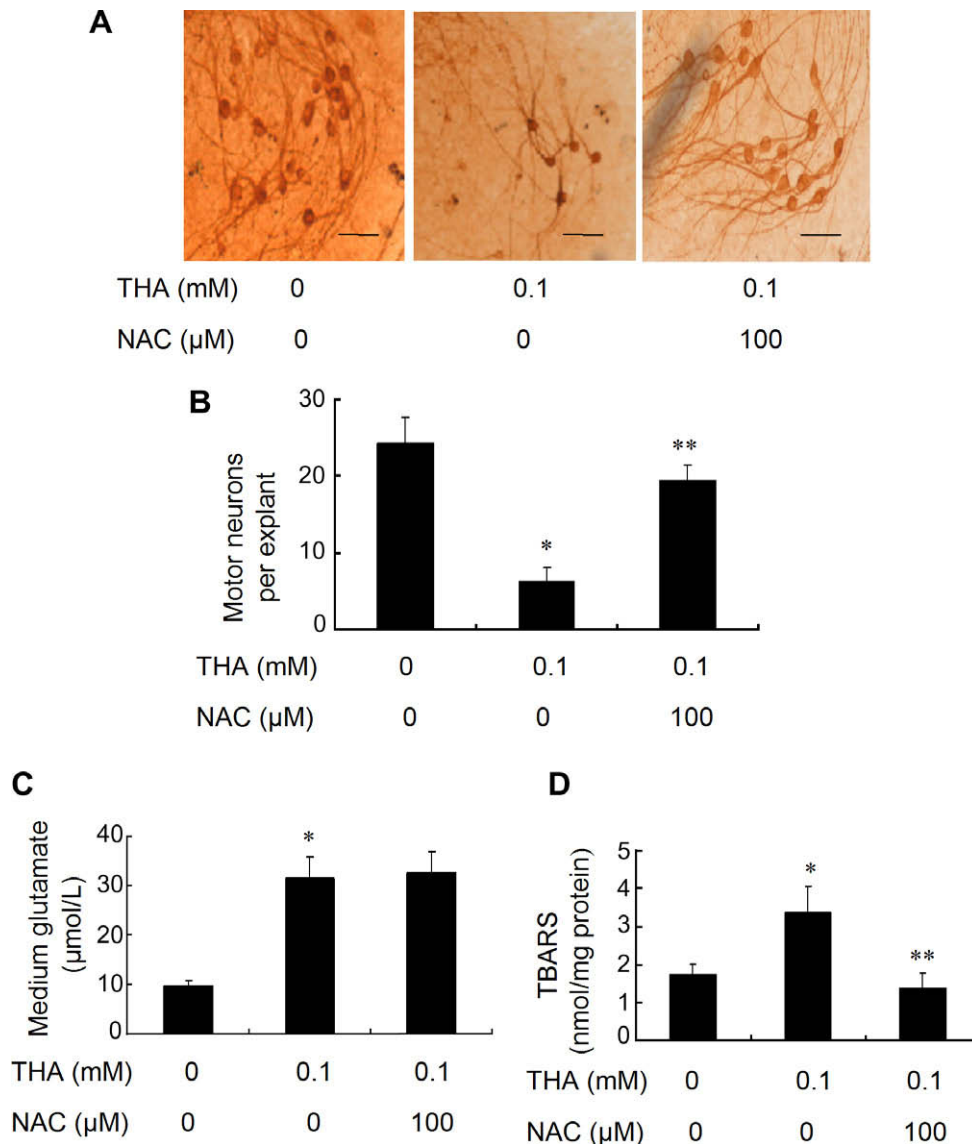 A
THA (mM) 0 0.1 0.1
NAC (µM) 0 0 100
B
Motor neurons
per explant
30
20
10
0
*
**
THA (mM) 0 0.1 0.1
NAC (µM) 0 0 100
C
Medium glutamate
(µmol/L)
40
30
20
10
0
*
THA (mM) 0 0.1 0.1
NAC (µM) 0 0 100
D
TBARS
(nmol/mg protein)
5
4
3
2
1
0
*
**
THA (mM) 0 0.1 0.1
NAC (µM) 0 0 100